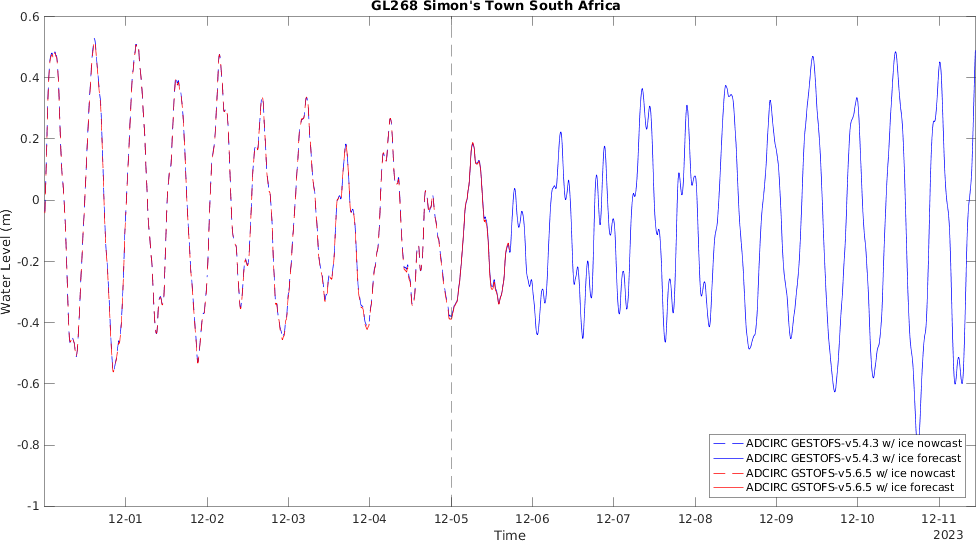 GL268 Simon's Town South Africa
0.6
0.4
0.2
0
-0.2
-0.4
-0.6
-0.8
-1
Water Level (m)
ADCIRC GESTOFS-v5.4.3 w/ ice nowcast
ADCIRC GESTOFS-v5.4.3 w/ ice forecast
ADCIRC GSTOFS-v5.6.5 w/ ice nowcast
ADCIRC GSTOFS-v5.6.5 w/ ice forecast
12-01 12-02 12-03 12-04 12-05 12-06 12-07 12-08 12-09 12-10 12-11
Time
2023